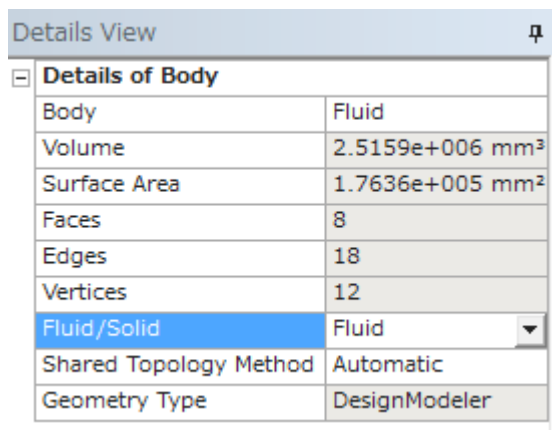 Details View
Details of Body
Body Fluid
Volume 2.5159e+006 mm³
Surface Area 1.7636e+005 mm²
Faces 8
Edges 18
Vertices 12
Fluid/Solid Fluid
Shared Topology Method Automatic
Geometry Type DesignModeler